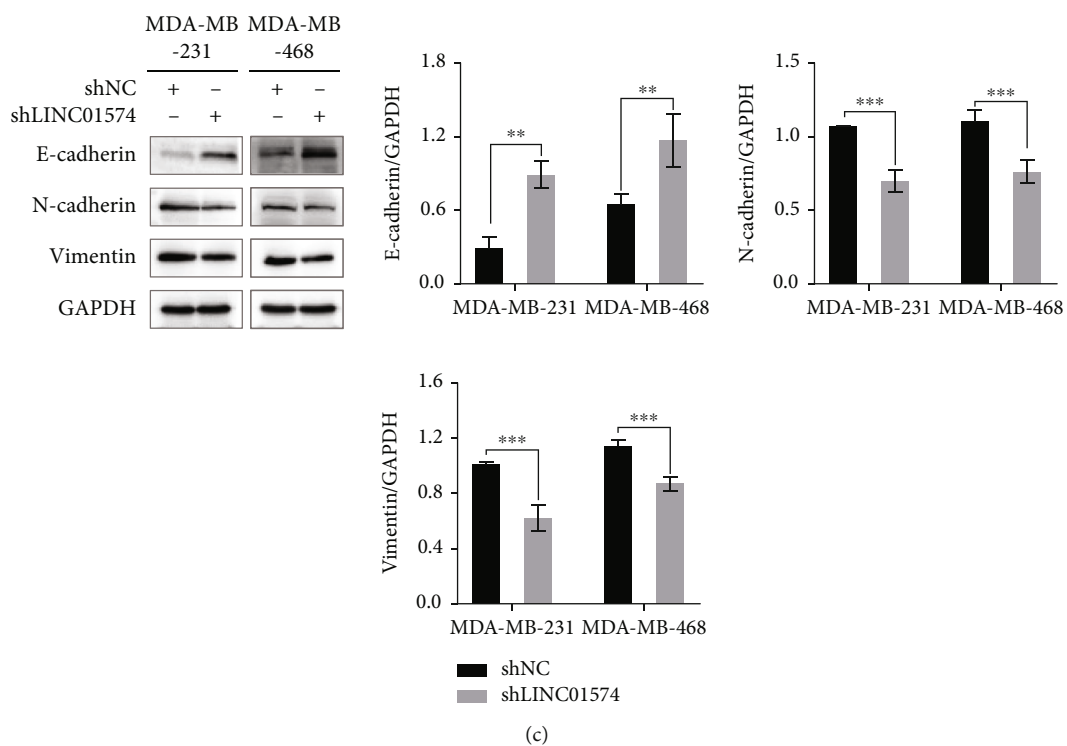 MDA-MB MDA-MB
-231 -468
shNC + – + –
shLINC01574 – + – +
E-cadherin
N-cadherin
Vimentin
GAPDH
E-cadherin/GAPDH
1.8
1.2
0.6
0.0
**
**
MDA-MB-231 MDA-MB-468
N-cadherin/GAPDH
1.5
1.0
0.5
0.0
***
***
MDA-MB-231 MDA-MB-468
Vimentin/GAPDH
1.6
1.2
0.8
0.4
0.0
***
***
MDA-MB-231 MDA-MB-468
shNC
shLINC01574
(c)